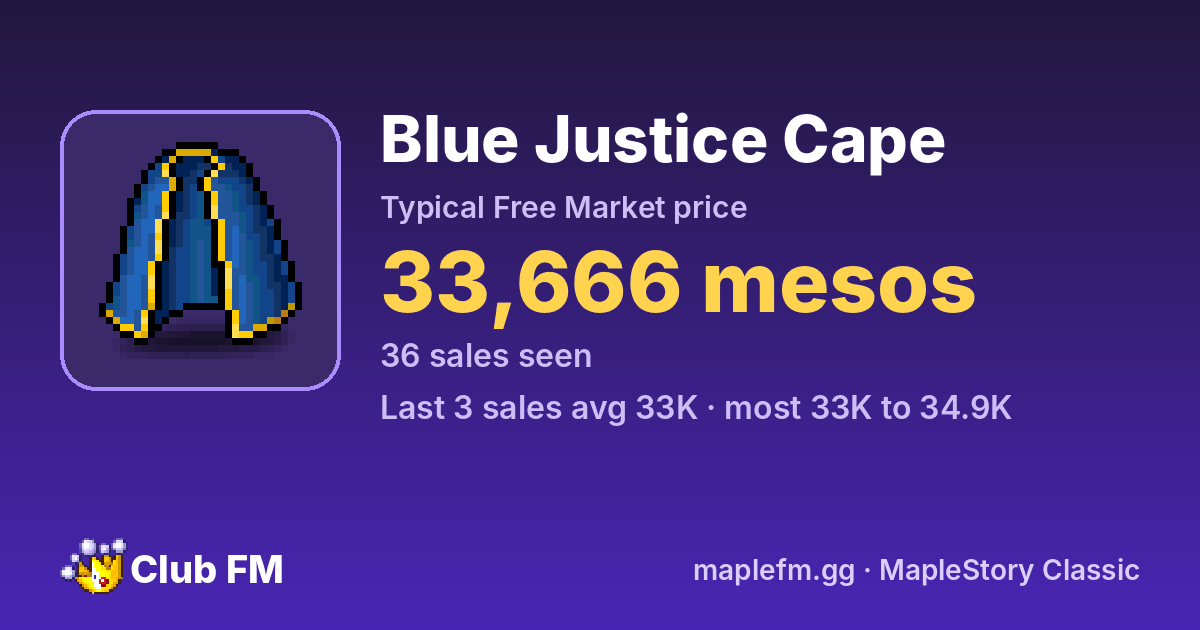 Blue Justice Cape
Typical Free Market price
33,666 mesos
36 sales seen
Last 3 sales avg 33K · most 33K to 34.9K
Club FM
maplefm.gg · MapleStory Classic